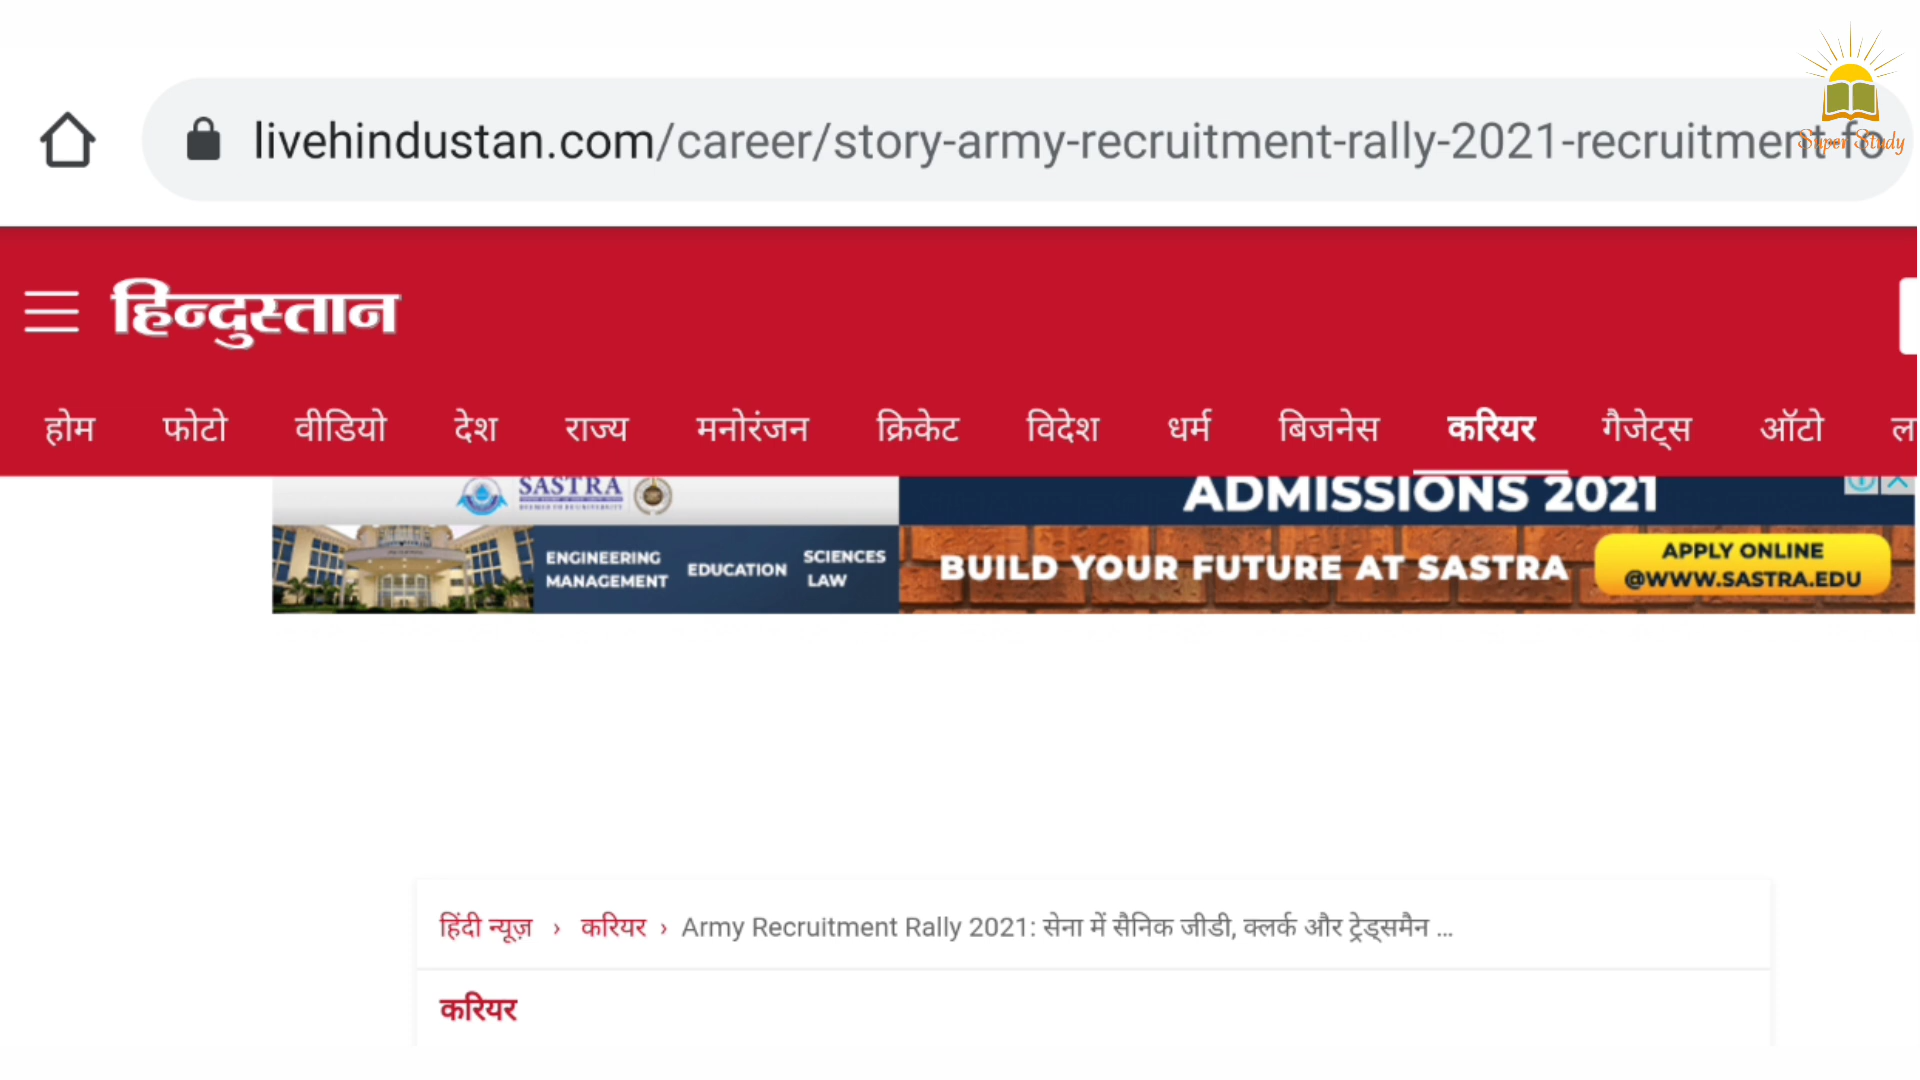 livehindustan.com/career/story-army-recruitment-rally-2021-recruitment-fo
Super Study
हिन्दुस्तान
होम फोटो वीडियो देश राज्य मनोरंजन क्रिकेट विदेश धर्म बिजनेस करियर गैजेट्स ऑटो ल
SASTRA
ENGINEERING
MANAGEMENT
EDUCATION
SCIENCES
LAW
ADMISSIONS 2021
BUILD YOUR FUTURE AT SASTRA
APPLY ONLINE
@WWW.SASTRA.EDU
हिंदी न्यूज़ › करियर › Army Recruitment Rally 2021: सेना में सैनिक जीडी, क्लर्क और ट्रेड्समैन ...
करियर